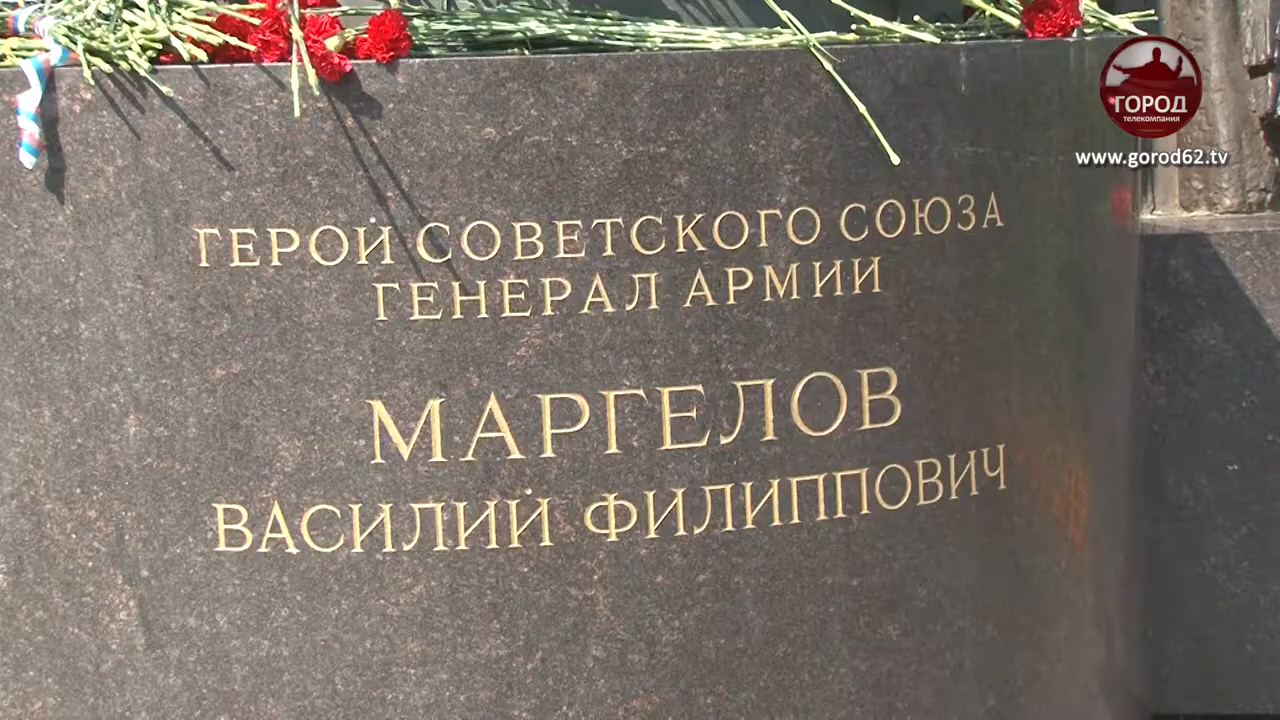 ГОРОД
телекомпания
www.gorod62.tv
ГЕРОЙ СОВЕТСКОГО СОЮЗА
ГЕНЕРАЛ АРМИИ
МАРГЕЛОВ
ВАСИЛИЙ ФИЛИППОВИЧ